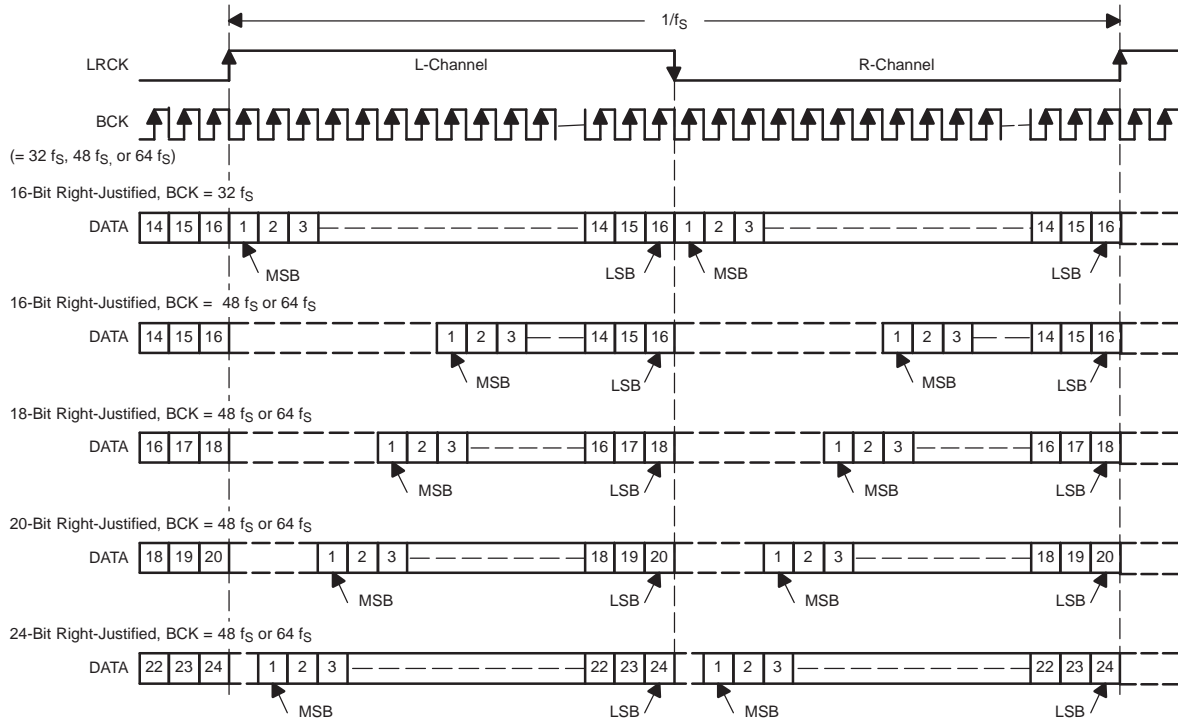 1/fS
LRCK L-Channel R-Channel
BCK
(= 32 fS, 48 fS, or 64 fS)
16-Bit Right-Justified, BCK = 32 fS
DATA 14 15 16 1 2 3 14 15 16 1 2 3 14 15 16
MSB LSB MSB LSB
16-Bit Right-Justified, BCK = 48 fS or 64 fS
DATA 14 15 16 1 2 3 14 15 16 1 2 3 14 15 16
MSB LSB MSB LSB
18-Bit Right-Justified, BCK = 48 fS or 64 fS
DATA 16 17 18 1 2 3 16 17 18 1 2 3 16 17 18
MSB LSB MSB LSB
20-Bit Right-Justified, BCK = 48 fS or 64 fS
DATA 18 19 20 1 2 3 18 19 20 1 2 3 18 19 20
MSB LSB MSB LSB
24-Bit Right-Justified, BCK = 48 fS or 64 fS
DATA 22 23 24 1 2 3 22 23 24 1 2 3 22 23 24
MSB LSB MSB LSB